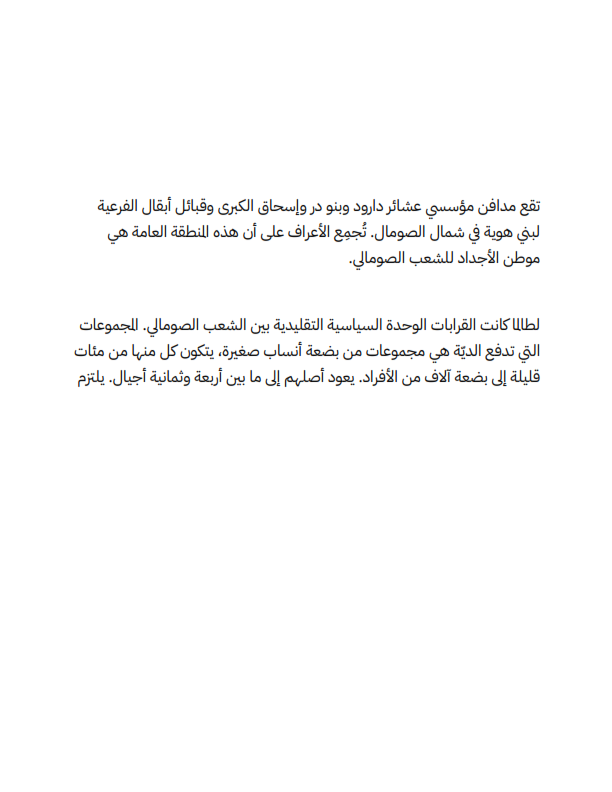 تقع مدافن مؤسسي عشائر دارود وبنو در وإسحاق الكبرى وقبائل أبقال الفرعية
لبني هوية في شمال الصومال. تُجمِع الأعراف على أن هذه المنطقة العامة هي
موطن الأجداد للشعب الصومالي.
لطالما كانت القرابات الوحدة السياسية التقليدية بين الشعب الصومالي. المجموعات
التي تدفع الديّة هي مجموعات من بضعة أنساب صغيرة، يتكون كل منها من مئات
قليلة إلى بضعة آلاف من الأفراد. يعود أصلهم إلى ما بين أربعة وثمانية أجيال. يلتزم